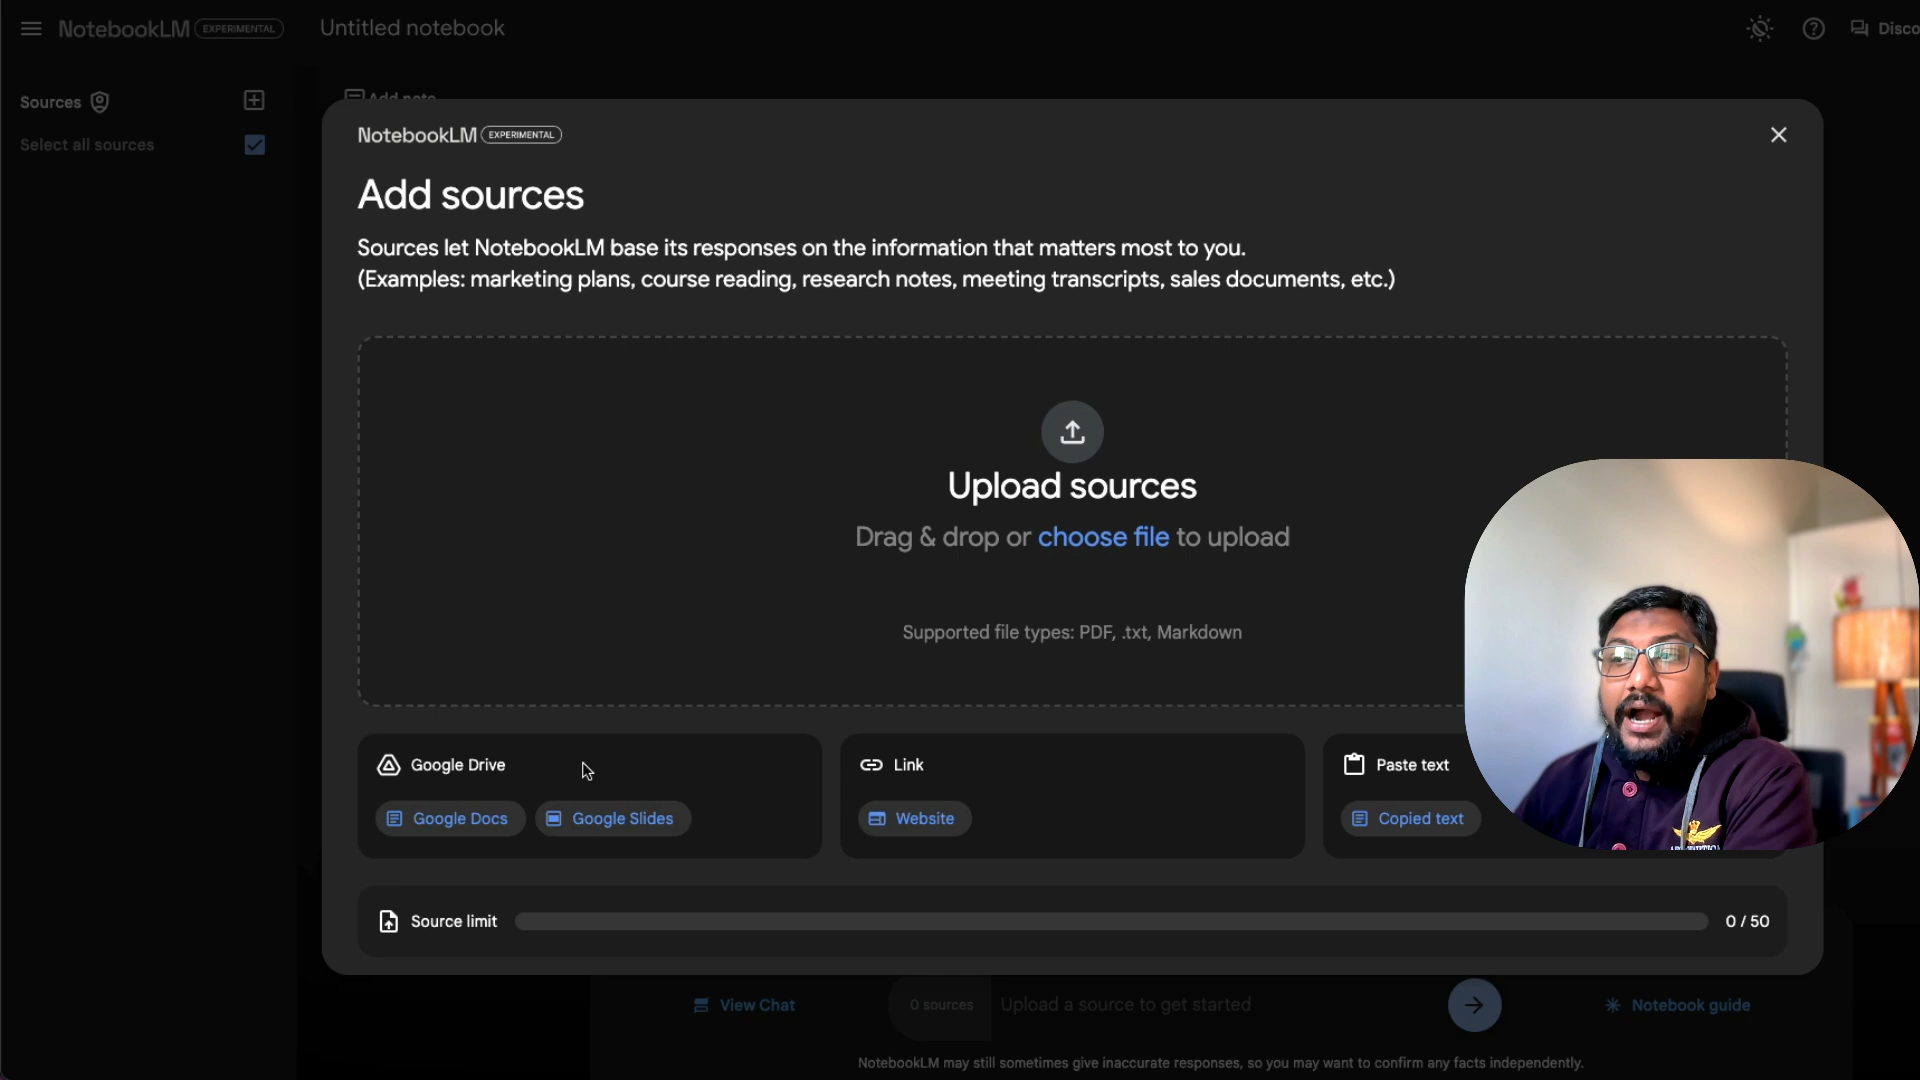 NotebookLM EXPERIMENTAL
Untitled notebook
Disco
Sources
Select all sources
Add note
NotebookLM EXPERIMENTAL
Add sources
Sources let NotebookLM base its responses on the information that matters most to you.
(Examples: marketing plans, course reading, research notes, meeting transcripts, sales documents, etc.)
Upload sources
Drag & drop or choose file to upload
Supported file types: PDF, .txt, Markdown
Google Drive
Google Docs
Google Slides
Link
Website
Paste text
Copied text
Source limit
0 / 50
View Chat
0 sources
Upload a source to get started
Notebook guide
NotebookLM may still sometimes give inaccurate responses, so you may want to confirm any facts independently.